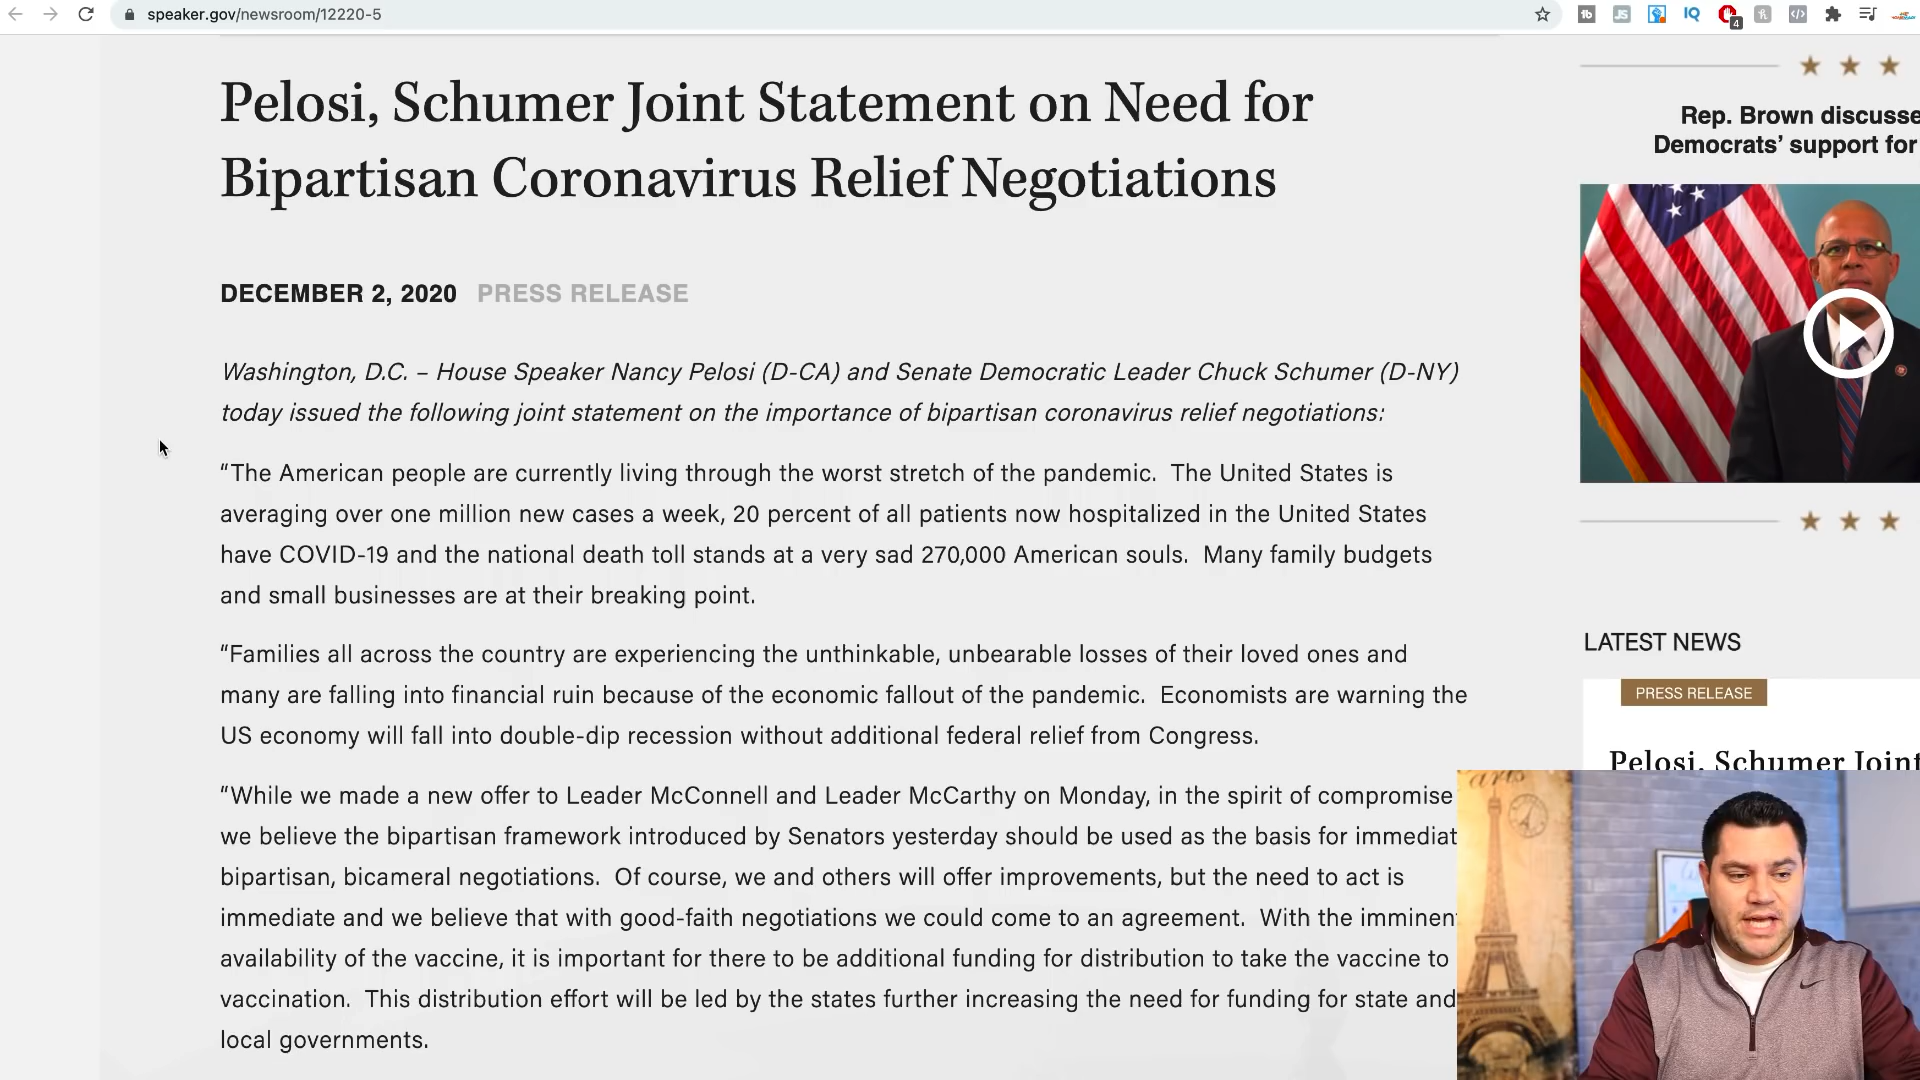 speaker.gov/newsroom/12220-5
Pelosi, Schumer Joint Statement on Need for
Bipartisan Coronavirus Relief Negotiations
DECEMBER 2, 2020 PRESS RELEASE
Washington, D.C. – House Speaker Nancy Pelosi (D-CA) and Senate Democratic Leader Chuck Schumer (D-NY)
today issued the following joint statement on the importance of bipartisan coronavirus relief negotiations:
“The American people are currently living through the worst stretch of the pandemic. The United States is
averaging over one million new cases a week, 20 percent of all patients now hospitalized in the United States
have COVID-19 and the national death toll stands at a very sad 270,000 American souls. Many family budgets
and small businesses are at their breaking point.
“Families all across the country are experiencing the unthinkable, unbearable losses of their loved ones and
many are falling into financial ruin because of the economic fallout of the pandemic. Economists are warning the
US economy will fall into double-dip recession without additional federal relief from Congress.
“While we made a new offer to Leader McConnell and Leader McCarthy on Monday, in the spirit of compromise
we believe the bipartisan framework introduced by Senators yesterday should be used as the basis for immediat
bipartisan, bicameral negotiations. Of course, we and others will offer improvements, but the need to act is
immediate and we believe that with good-faith negotiations we could come to an agreement. With the imminent
availability of the vaccine, it is important for there to be additional funding for distribution to take the vaccine to
vaccination. This distribution effort will be led by the states further increasing the need for funding for state and
local governments.
Rep. Brown discusse
Democrats’ support for
LATEST NEWS
PRESS RELEASE
Pelosi, Schumer Joint